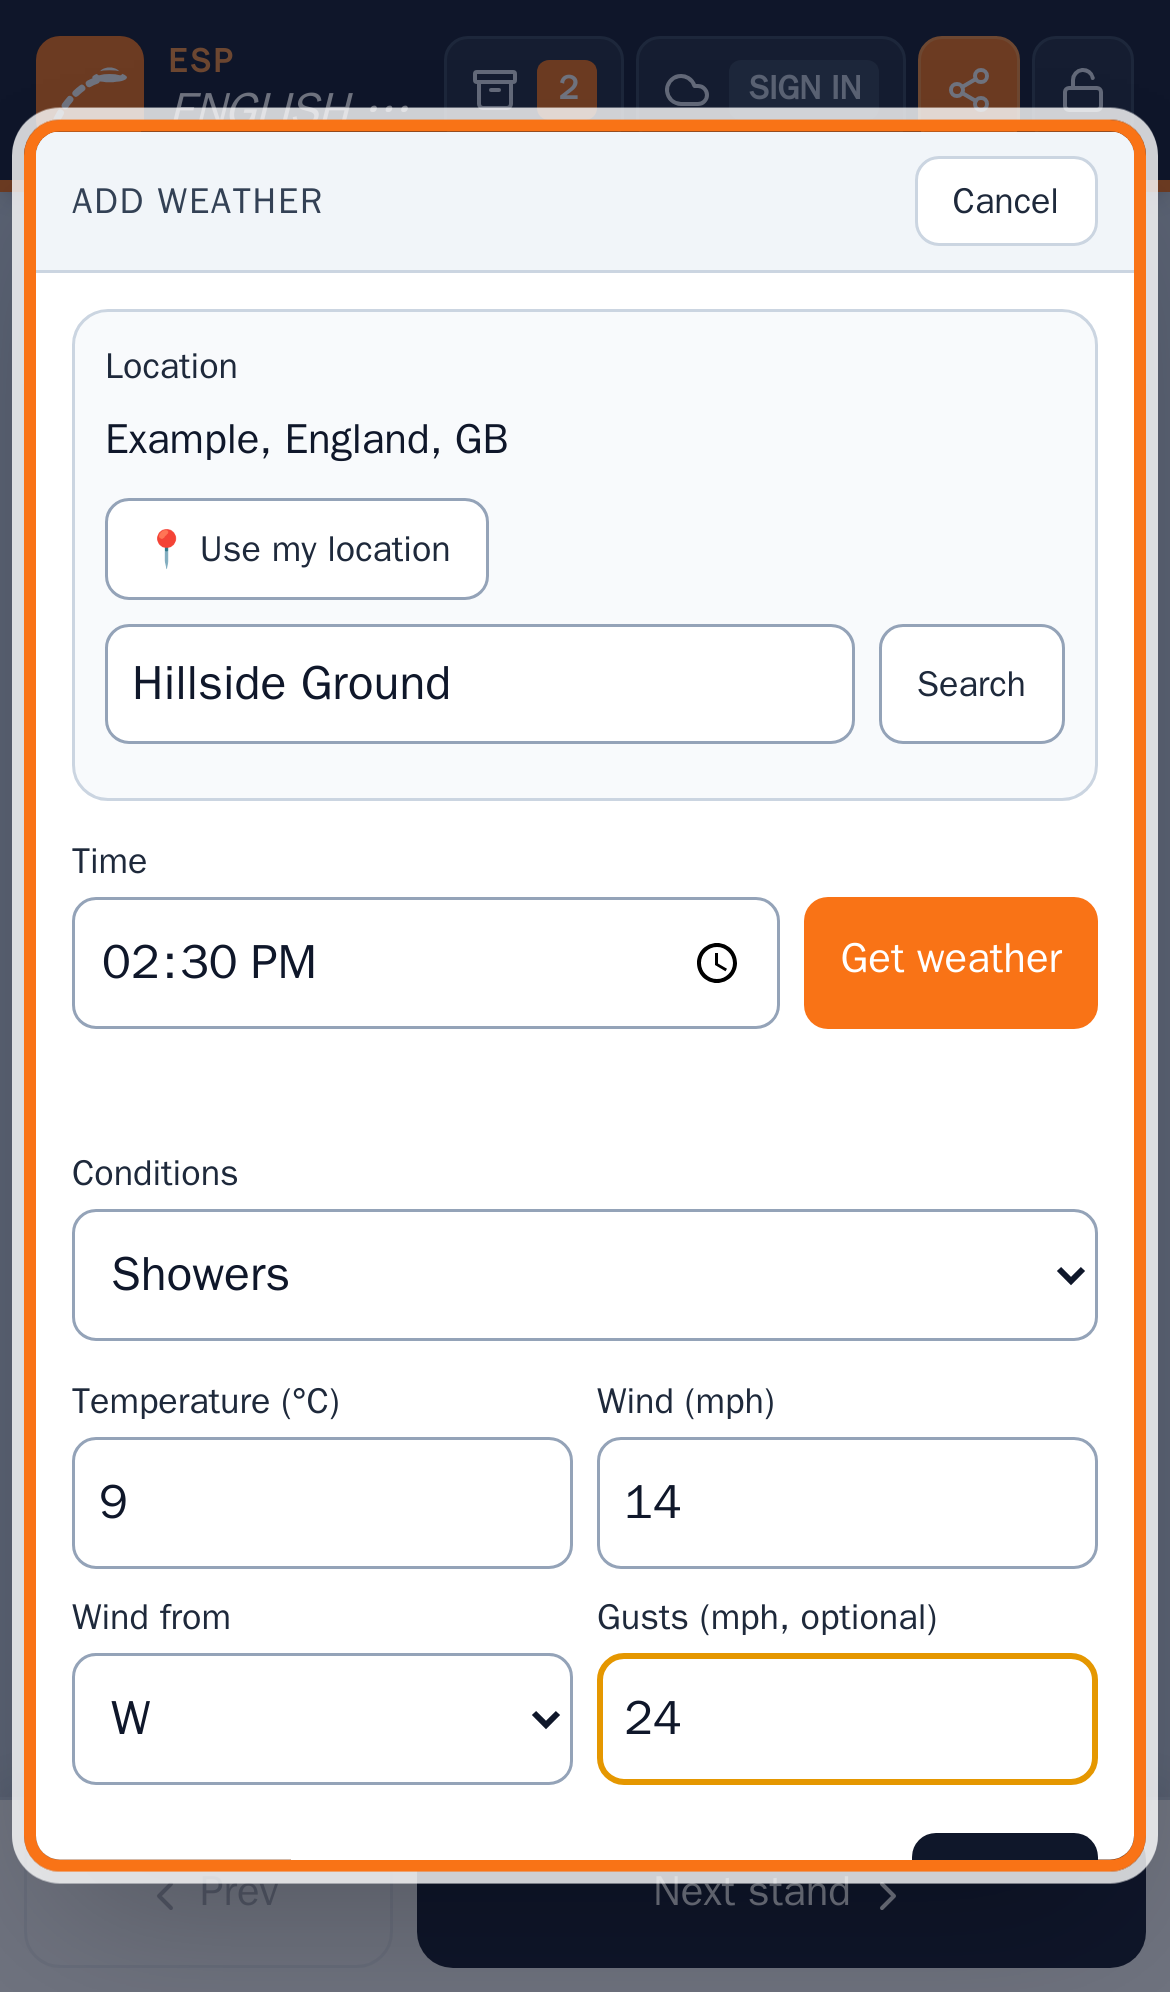 ESP
ENGLISH ...
2
SIGN IN
ADD WEATHER
Cancel
Location
Example, England, GB
📍 Use my location
Hillside Ground
Search
Time
02:30 PM
Get weather
Conditions
Showers
Temperature (°C)
Wind (mph)
9
14
Wind from
Gusts (mph, optional)
W
24
Prev
Next stand